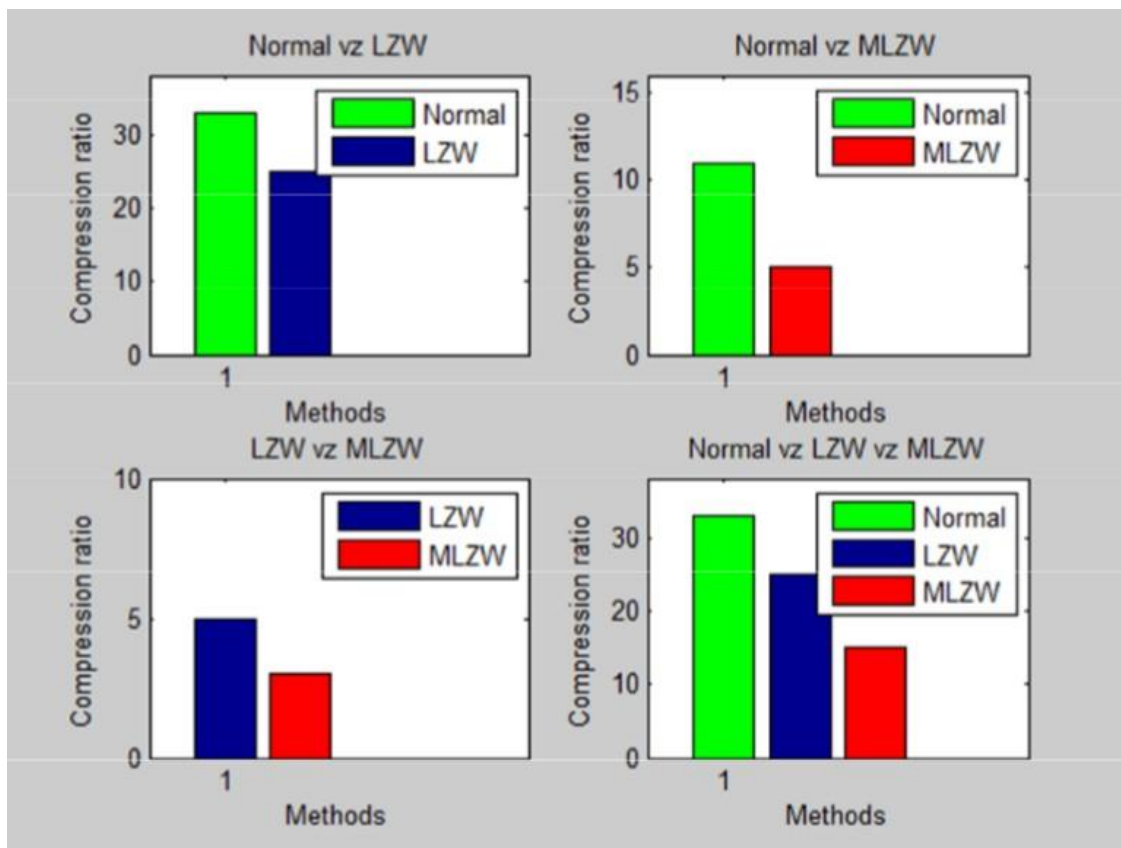 Normal vz LZW
Compression ratio
30
20
10
0
Normal
LZW
1
Methods
Normal vz MLZW
Compression ratio
15
10
5
0
Normal
MLZW
1
Methods
LZW vz MLZW
Compression ratio
10
5
0
LZW
MLZW
1
Methods
Normal vz LZW vz MLZW
Compression ratio
30
20
10
0
Normal
LZW
MLZW
1
Methods